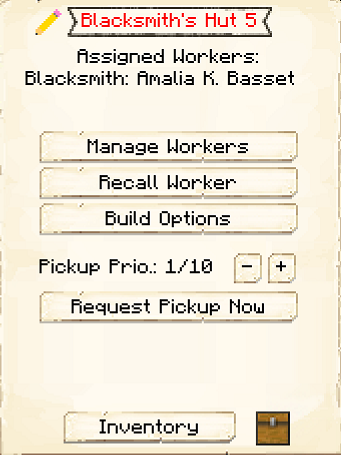 Blacksmith's Hut 5
Assigned Workers:
Blacksmith: Amalia K. Basset
Manage Workers
Recall Worker
Build Options
Pickup Prio.: 1/10 - +
Request Pickup Now
Inventory